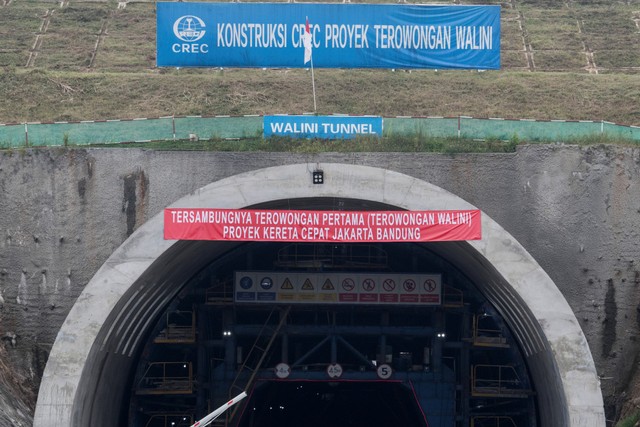 CREC
KONSTRUKSI CREC PROYEK TEROWONGAN WALINI
WALINI TUNNEL
TERSAMBUNGNYA TEROWONGAN PERTAMA (TEROWONGAN WALINI)
PROYEK KERETA CEPAT JAKARTA BANDUNG
5